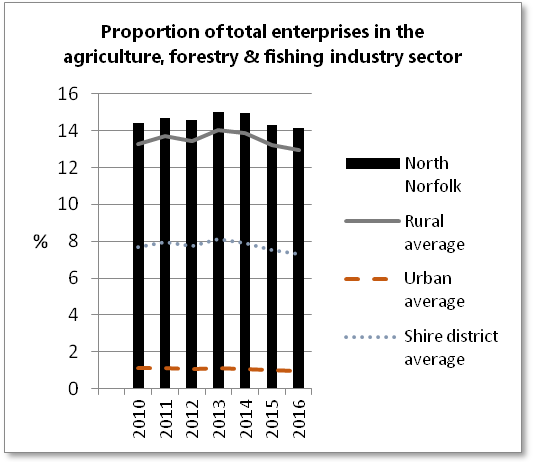 Proportion of total enterprises in the
agriculture, forestry & fishing industry sector
16
14
12
10
8
6
4
2
0
%
2010
2011
2012
2013
2014
2015
2016
North
Norfolk
Rural
average
Urban
average
Shire district
average